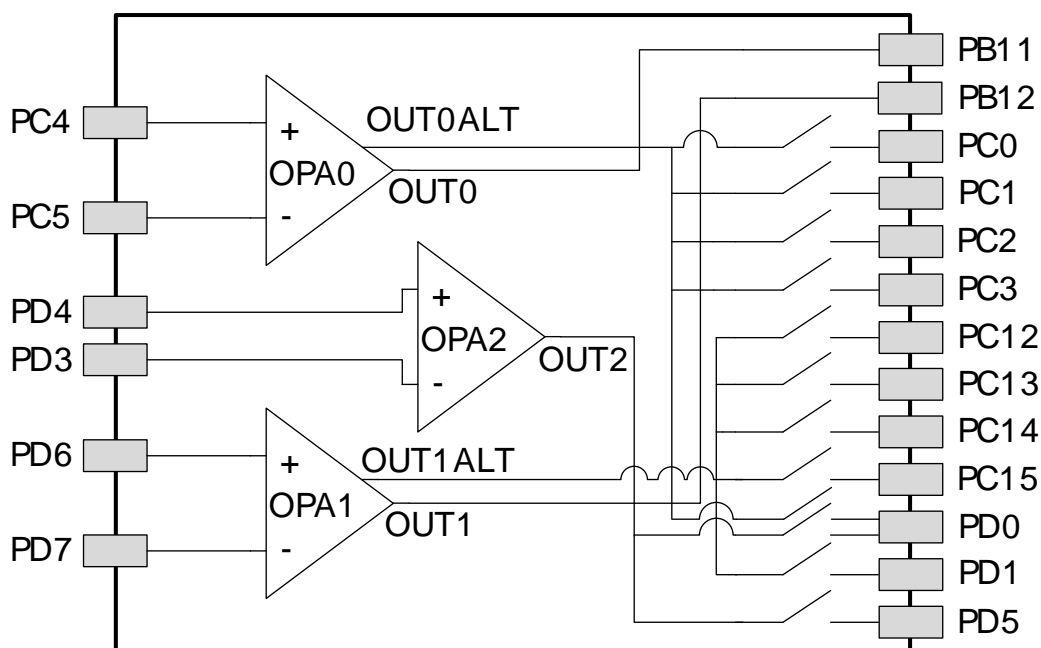 PB11
PB12
PC4
+
OUT0ALT
PC0
OPA0
OUT0
PC1
PC5
-
PC2
PC3
PD4
+
PC12
OPA2
OUT2
PD3
-
PC13
PC14
PD6
+
OUT1ALT
PC15
OPA1
OUT1
PD0
PD7
-
PD1
PD5